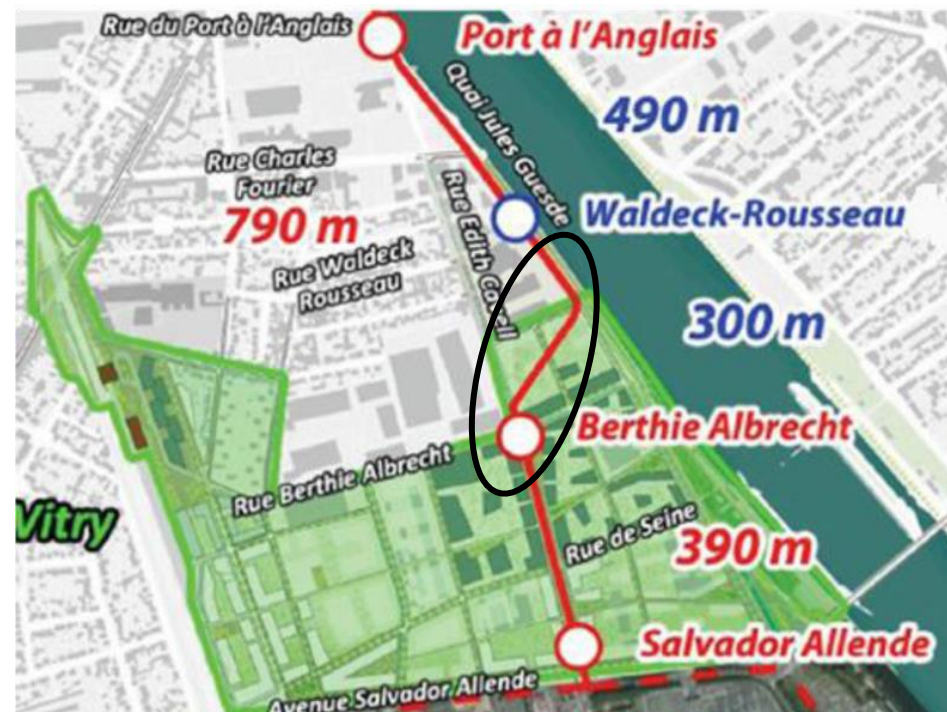 Rue du Port à l'Anglais
Port à l'Anglais
Quai Jules Guesde
490 m
Rue Charles
Fourier
790 m
Rue Edith Cavell
Waldeck-Rousseau
Rue Waldeck
Rousseau
300 m
Berthie Albrecht
Rue Berthie Albrecht
Vitry
Rue de Seine
390 m
Salvador Allende
Avenue Salvador Allende